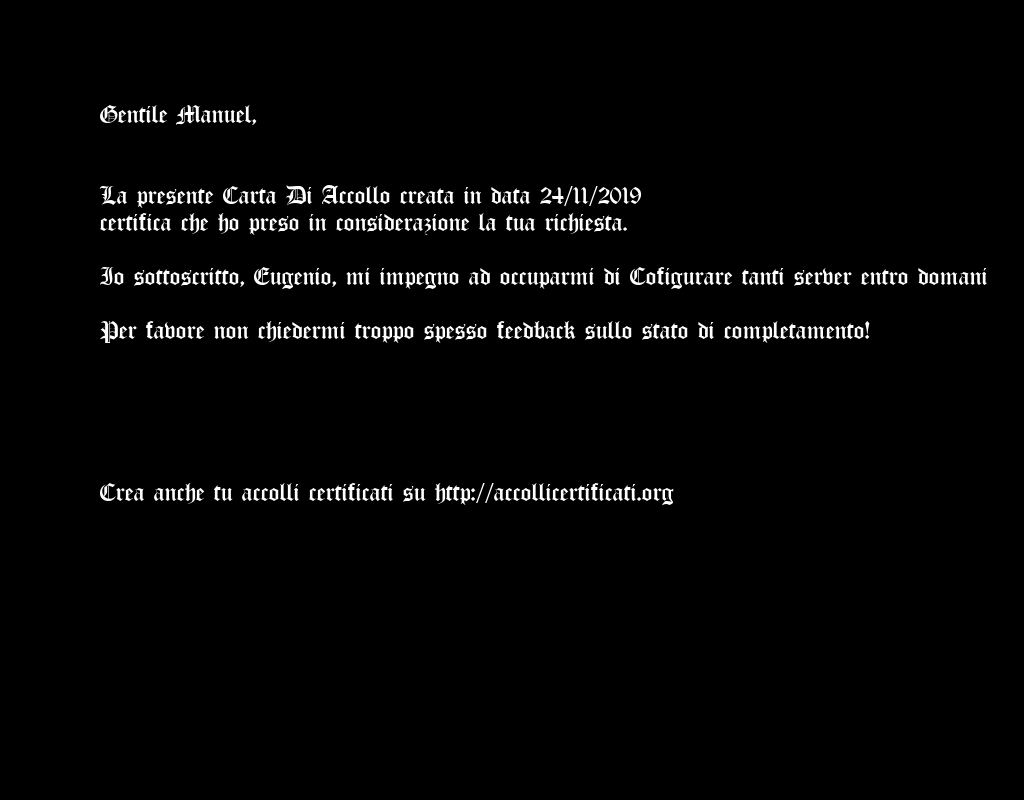 Gentile Manuel,
La presente Carta Di Accollo creata in data 24/11/2019
certifica che ho preso in considerazione la tua richiesta.
Io sottoscritto, Eugenio, mi impegno ad occuparmi di Cofigurare tanti server entro domani
Per favore non chiedermi troppo spesso feedback sullo stato di completamento!
Crea anche tu accolli certificati su http://accollicertificati.org